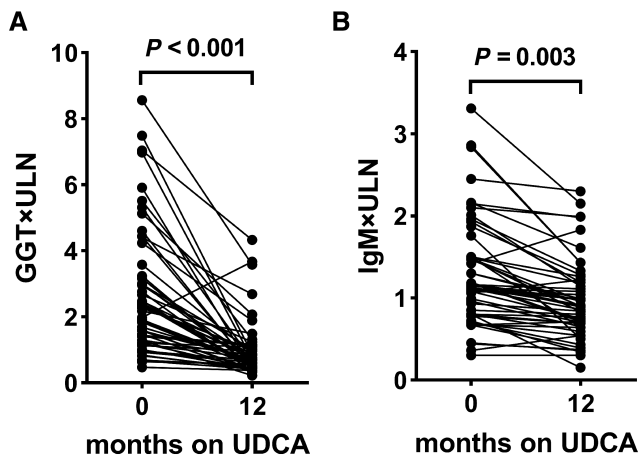 A
P < 0.001
10
8
6
4
2
0
GGT×ULN
0 12
months on UDCA
B
P = 0.003
4
3
2
1
0
IgM×ULN
0 12
months on UDCA